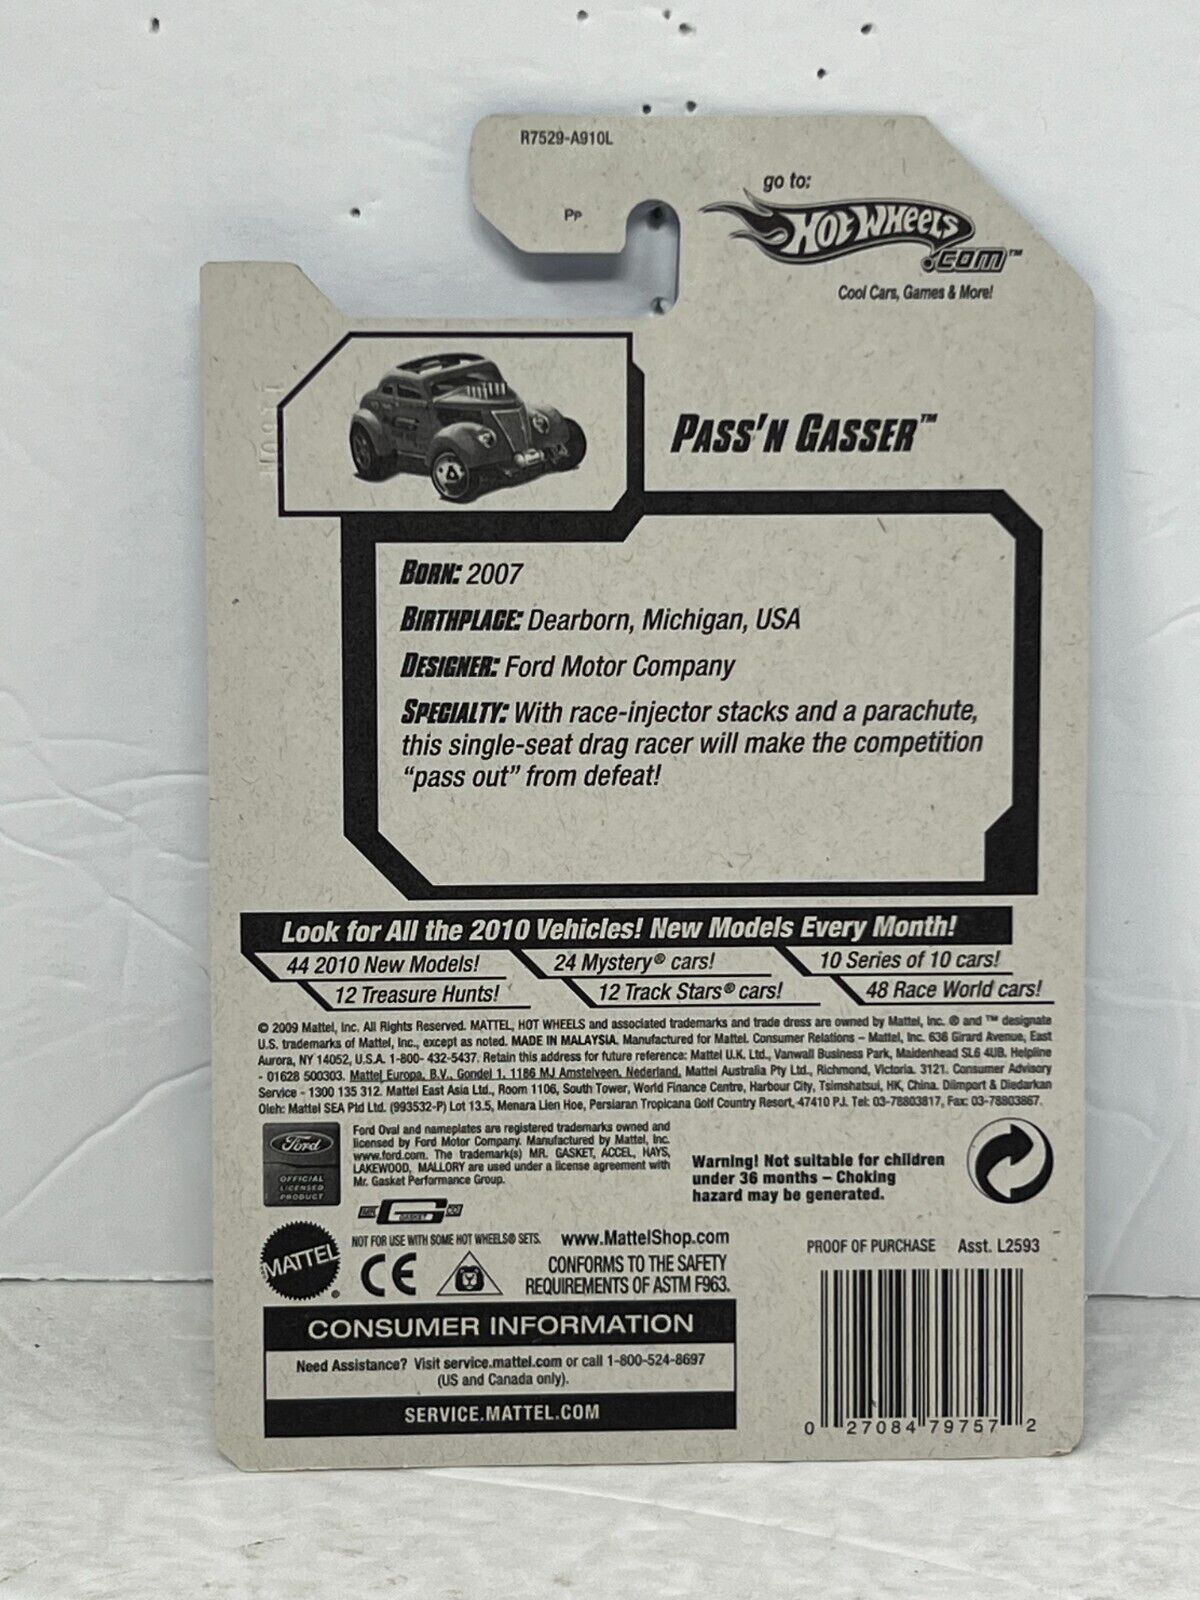 R7529-A910L
Pp
go to:
HOT WHEELS
.COM™
Cool Cars, Games & More!
PASS'N GASSER™
BORN: 2007
BIRTHPLACE: Dearborn, Michigan, USA
DESIGNER: Ford Motor Company
SPECIALTY: With race-injector stacks and a parachute,
this single-seat drag racer will make the competition
“pass out” from defeat!
Look for All the 2010 Vehicles! New Models Every Month!
44 2010 New Models! 24 Mystery® cars! 10 Series of 10 cars!
12 Treasure Hunts! 12 Track Stars® cars! 48 Race World cars!
© 2009 Mattel, Inc. All Rights Reserved. MATTEL, HOT WHEELS and associated trademarks and trade dress are owned by Mattel, Inc. ® and ™ designate
U.S. trademarks of Mattel, Inc., except as noted. MADE IN MALAYSIA. Manufactured for Mattel. Consumer Relations – Mattel, Inc. 636 Girard Avenue, East
Aurora, NY 14052, U.S.A. 1-800- 432-5437. Retain this address for future reference: Mattel U.K. Ltd., Vanwall Business Park, Maidenhead SL6 4UB. Helpline
- 01628 500303. Mattel Europa, B.V., Gondel 1, 1186 MJ Amstelveen, Nederland. Mattel Australia Pty Ltd., Richmond, Victoria. 3121. Consumer Advisory
Service - 1300 135 312. Mattel East Asia Ltd., Room 1106, South Tower, World Finance Centre, Harbour City, Tsimshatsui, HK, China. Diimport & Diedarkan
Oleh: Mattel SEA Ptd Ltd. (993532-P) Lot 13.5, Menara Lien Hoe, Persiaran Tropicana Golf Country Resort, 47410 PJ. Tel: 03-78803817, Fax: 03-78803867.
Ford
OFFICIAL
LICENSED
PRODUCT
Ford Oval and nameplates are registered trademarks owned and
licensed by Ford Motor Company. Manufactured by Mattel, Inc.
www.ford.com. The trademark(s) MR. GASKET, ACCEL, HAYS,
LAKEWOOD, MALLORY are used under a license agreement with
Mr. Gasket Performance Group.
Warning! Not suitable for children
under 36 months – Choking
hazard may be generated.
MR G GASKET CO
MATTEL®
NOT FOR USE WITH SOME HOT WHEELS® SETS.
www.MattelShop.com
CE
CONFORMS TO THE SAFETY
REQUIREMENTS OF ASTM F963.
PROOF OF PURCHASE Asst. L2593
CONSUMER INFORMATION
Need Assistance? Visit service.mattel.com or call 1-800-524-8697
(US and Canada only).
SERVICE.MATTEL.COM
0 27084 79757 2